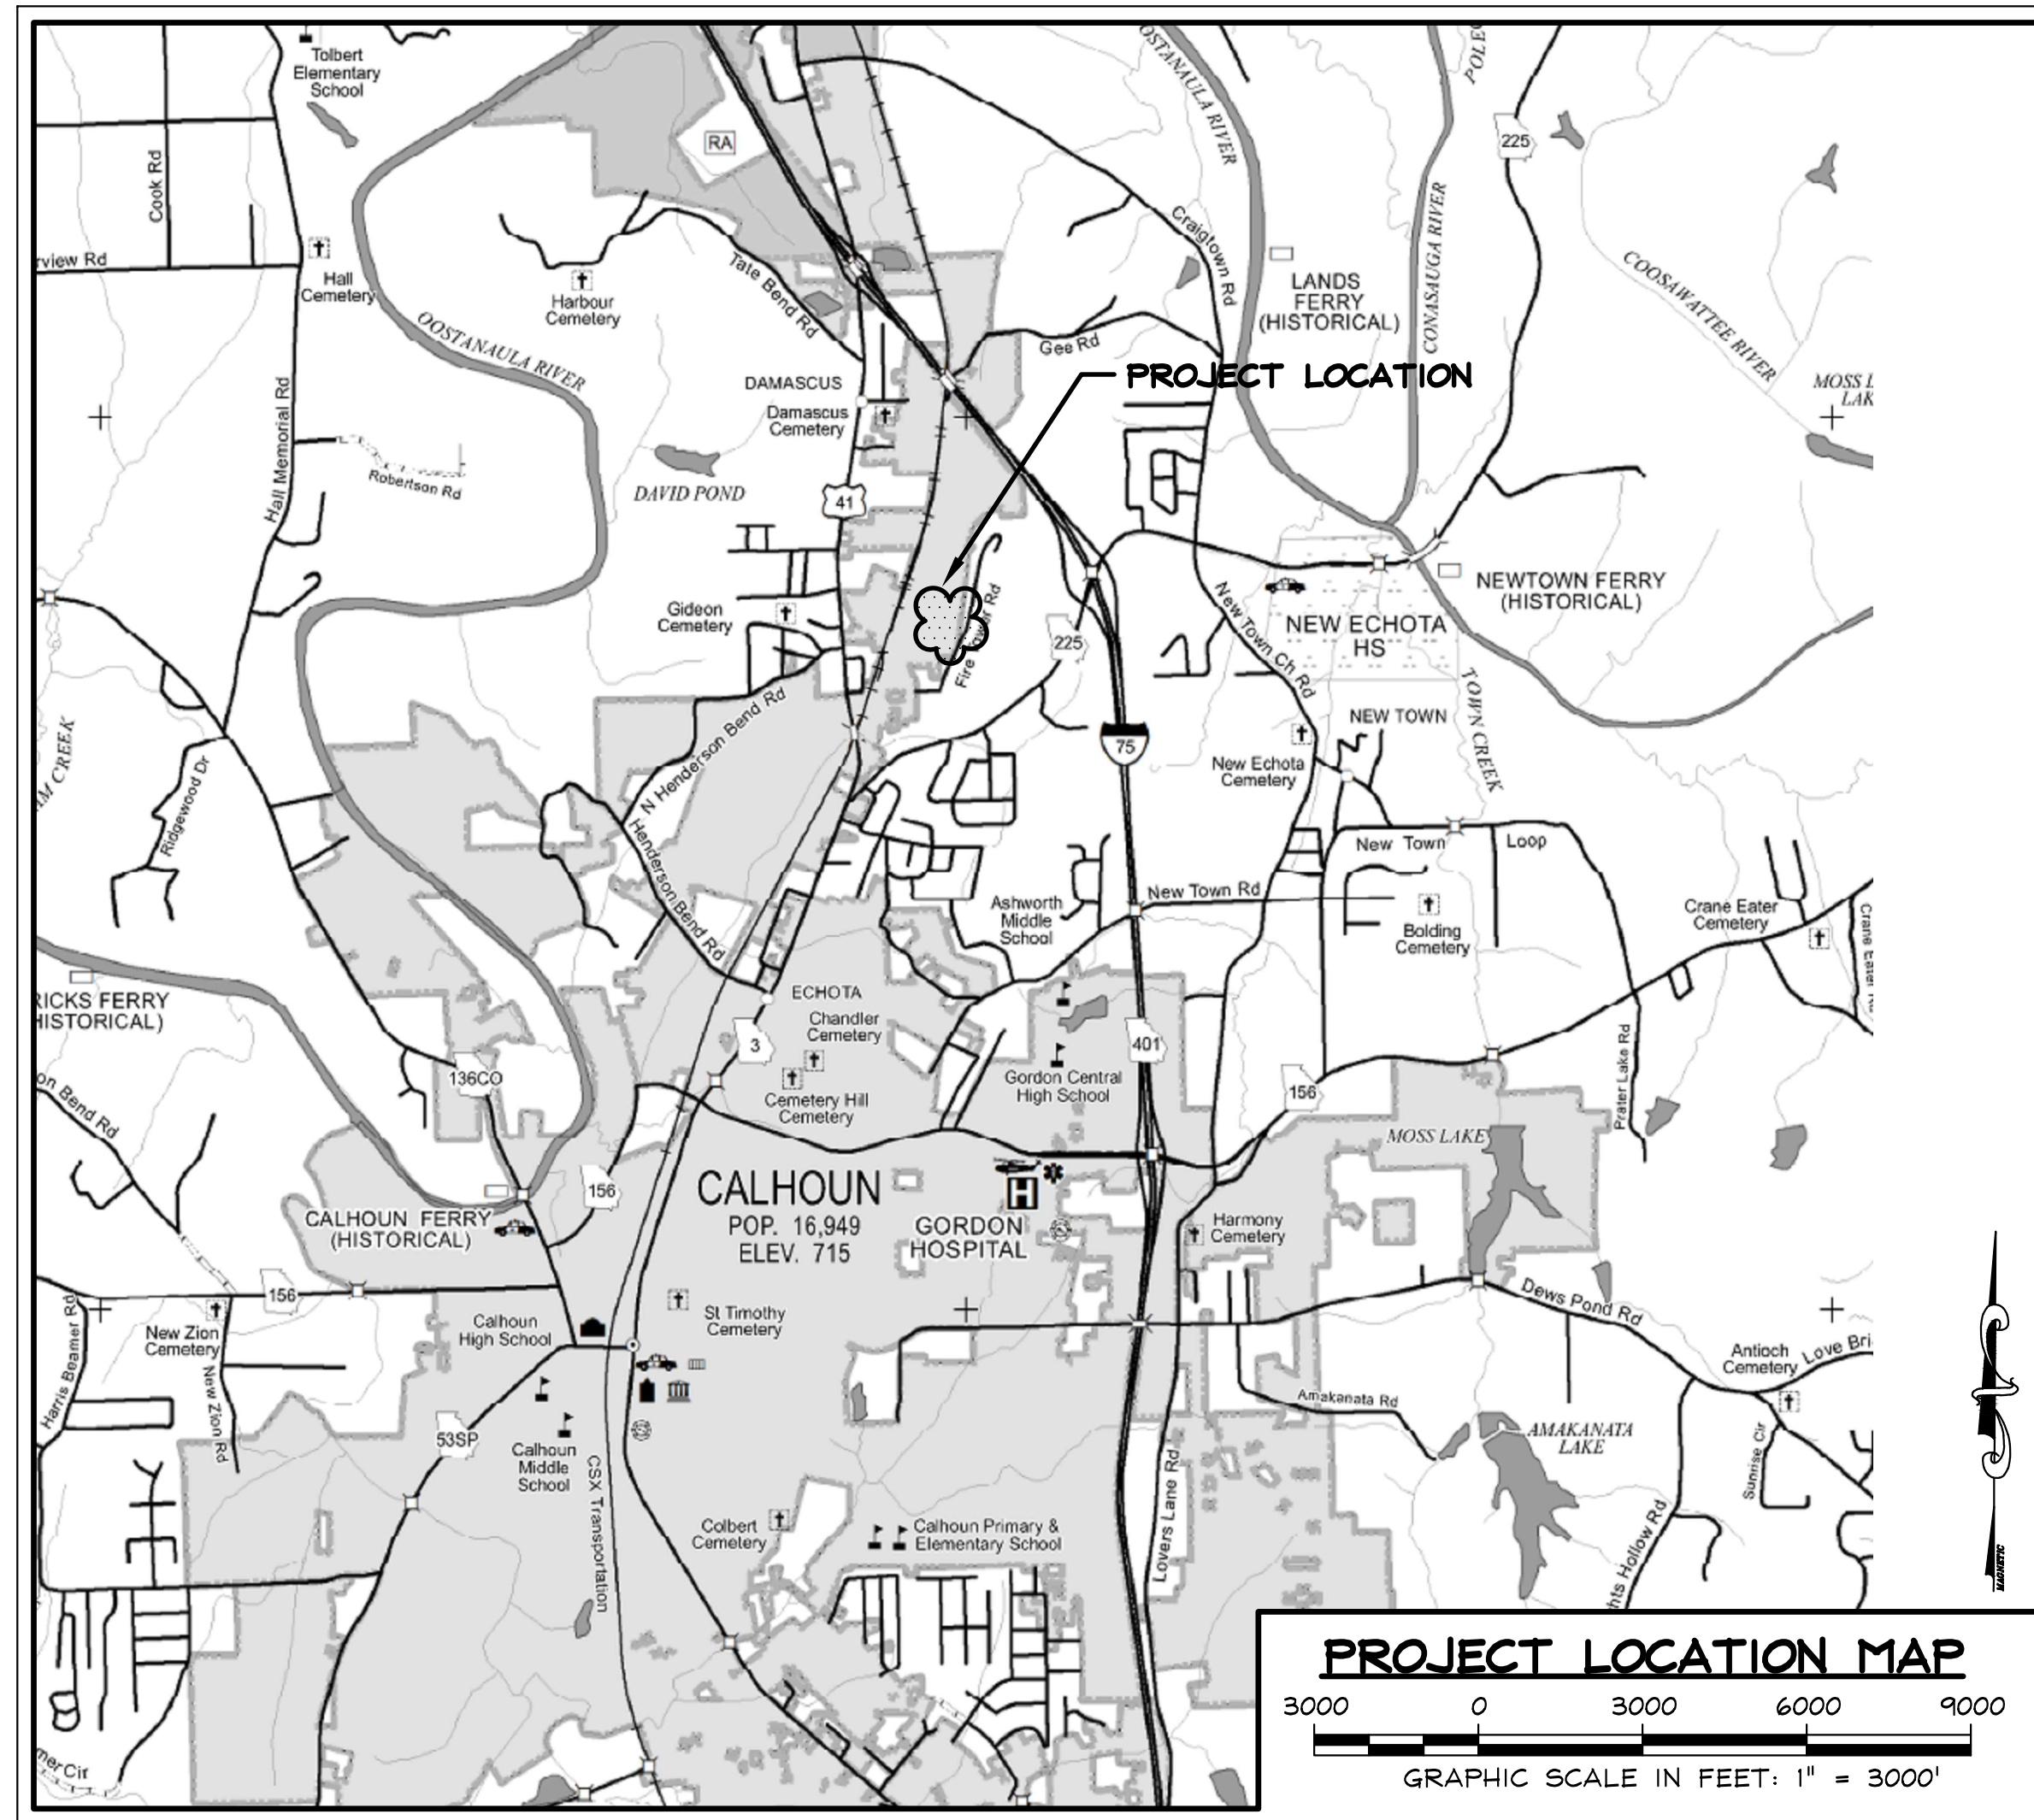 Tolbert
Elementary
School
OSTANAULA RIVER
225
Cook Rd
RA
Craigtown Rd
CONASAUGA RIVER
rview Rd
Hall
Cemetery
Harbour
Cemetery
Tate Bend Rd
LANDS
FERRY
(HISTORICAL)
COOSAWATTEE RIVER
OOSTANAULA RIVER
Gee Rd
PROJECT LOCATION
DAMASCUS
Damascus
Cemetery
MOSS L
LAK
Hall Memorial Rd
Robertson Rd
DAVID POND
41
Gideon
Cemetery
Fire
225
New Town Ch Rd
NEW ECHOTA
HS
NEWTOWN FERRY
(HISTORICAL)
TOWN CREEK
N Henderson Bend Rd
75
NEW TOWN
New Echota
Cemetery
AM CREEK
Ridgewood Dr
Henderson Bend Rd
New Town Loop
New Town Rd
Ashworth
Middle
School
Bolding
Cemetery
Crane Eater
Cemetery
Crane Eater Rd
RICKS FERRY
HISTORICAL)
ECHOTA
Chandler
Cemetery
3
401
136CO
Gordon Central
High School
Cemetery Hill
Cemetery
156
Prater Lake Rd
on Bend Rd
MOSS LAKE
CALHOUN
POP. 16,949
ELEV. 715
156
H
GORDON
HOSPITAL
CALHOUN FERRY
(HISTORICAL)
Harmony
Cemetery
156
Harris Beamer Rd
New Zion
Cemetery
New Zion Rd
Calhoun
High School
St Timothy
Cemetery
Dews Pond Rd
Antioch
Cemetery
Love Bri
Amakanata Rd
AMAKANATA
LAKE
Sunrise Cir
53SP
Calhoun
Middle
School
CSX Transportation
Lovers Lane Rd
Colbert
Cemetery
Calhoun Primary &
Elementary School
hts Hollow Rd
MAGNETIC
mer Cir
PROJECT LOCATION MAP
3000 0 3000 6000 9000
GRAPHIC SCALE IN FEET: 1" = 3000'